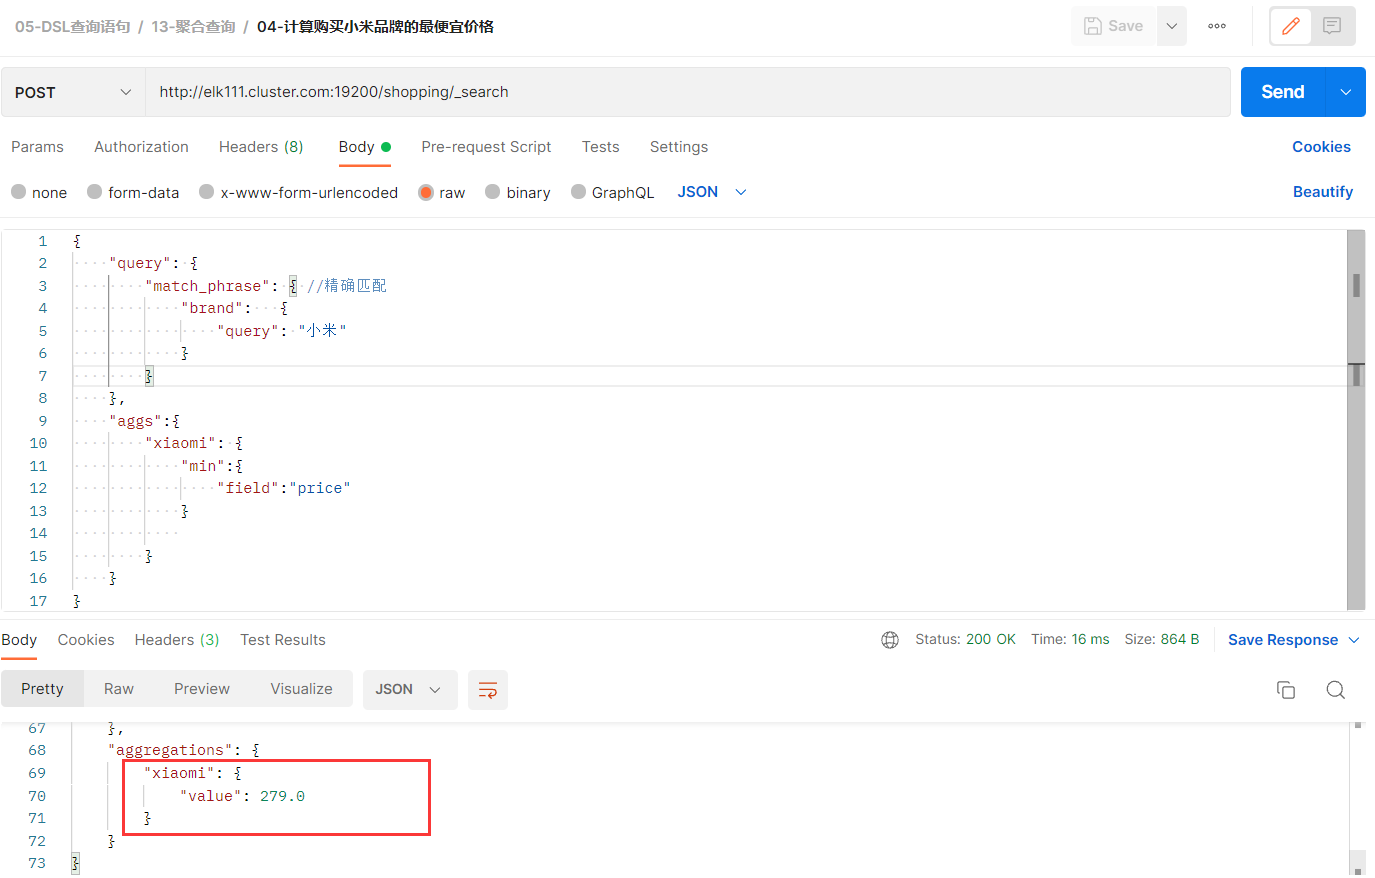 05-DSL查询语句 / 13-聚合查询 / 04-计算购买小米品牌的最便宜价格
Save
POST
http://elk111.cluster.com:19200/shopping/_search
Send
Params Authorization Headers (8) Body Pre-request Script Tests Settings Cookies
none form-data x-www-form-urlencoded raw binary GraphQL JSON Beautify
1 {
2 "query": {
3 "match_phrase": { //精确匹配
4 "brand": {
5 "query": "小米"
6 }
7 }
8 },
9 "aggs":{
10 "xiaomi": {
11 "min":{
12 "field":"price"
13 }
14
15 }
16 }
17 }
Body Cookies Headers (3) Test Results Status: 200 OK Time: 16 ms Size: 864 B Save Response
Pretty Raw Preview Visualize JSON
67 },
68 "aggregations": {
69 "xiaomi": {
70 "value": 279.0
71 }
72 }
73 }